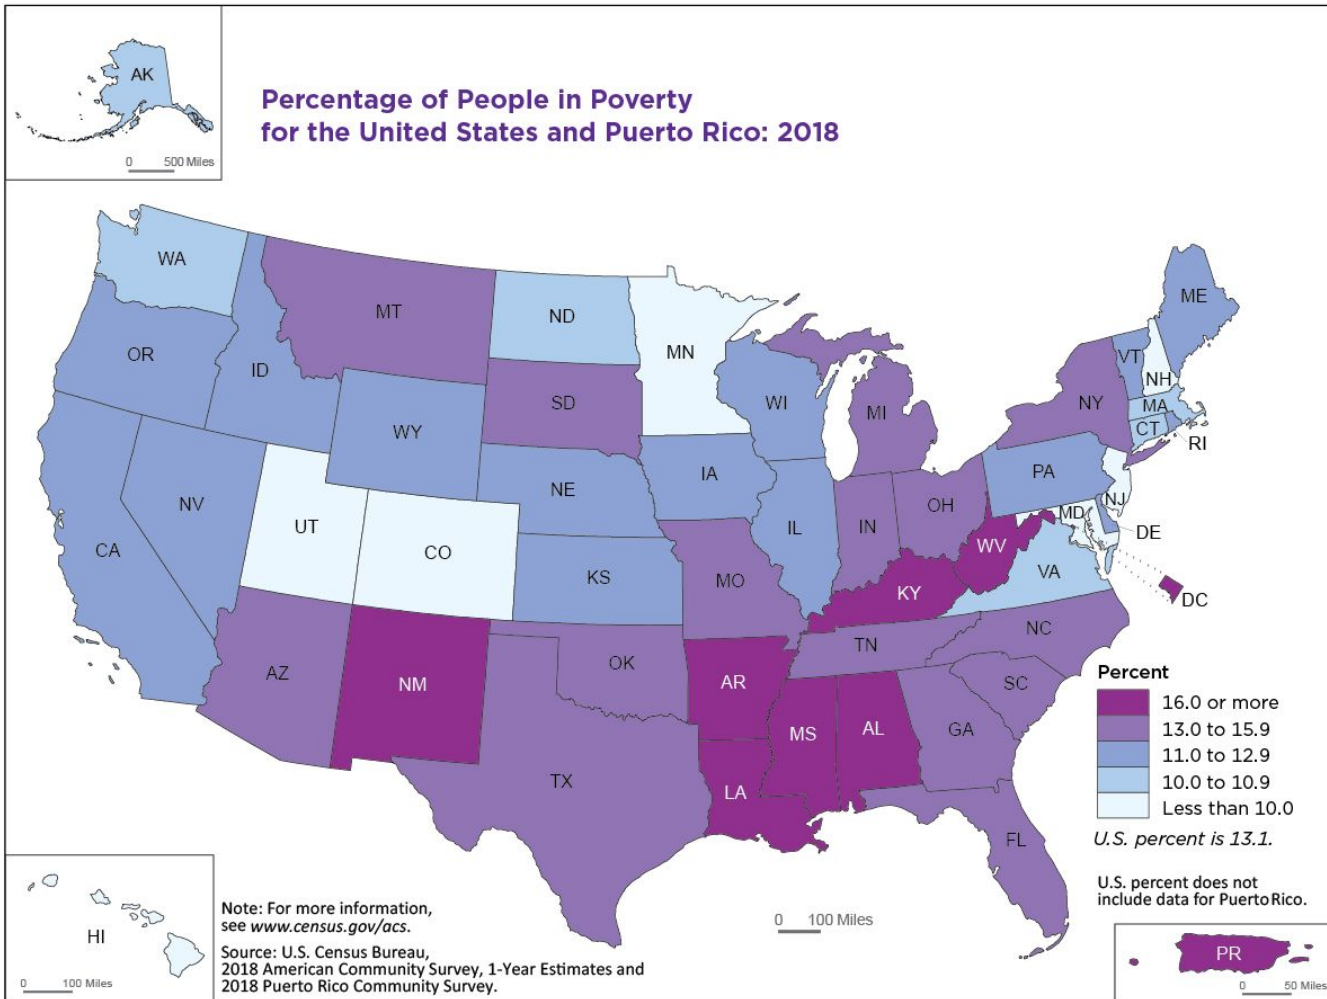 AK
0 500 Miles
Percentage of People in Poverty
for the United States and Puerto Rico: 2018
WA
MT
ND
MN
ME
OR
ID
SD
WI
MI
NY
VT
NH
MA
CT
RI
WY
IA
NE
PA
NJ
NV
UT
CO
CA
KS
IL
IN
OH
MD
DE
WV
VA
DC
MO
KY
AZ
NM
OK
AR
TN
NC
SC
MS
AL
GA
TX
LA
FL
Percent
16.0 or more
13.0 to 15.9
11.0 to 12.9
10.0 to 10.9
Less than 10.0
U.S. percent is 13.1.
U.S. percent does not
include data for Puerto Rico.
HI
0 100 Miles
Note: For more information,
see www.census.gov/acs.
Source: U.S. Census Bureau,
2018 American Community Survey, 1-Year Estimates and
2018 Puerto Rico Community Survey.
0 100 Miles
PR
0 50 Miles